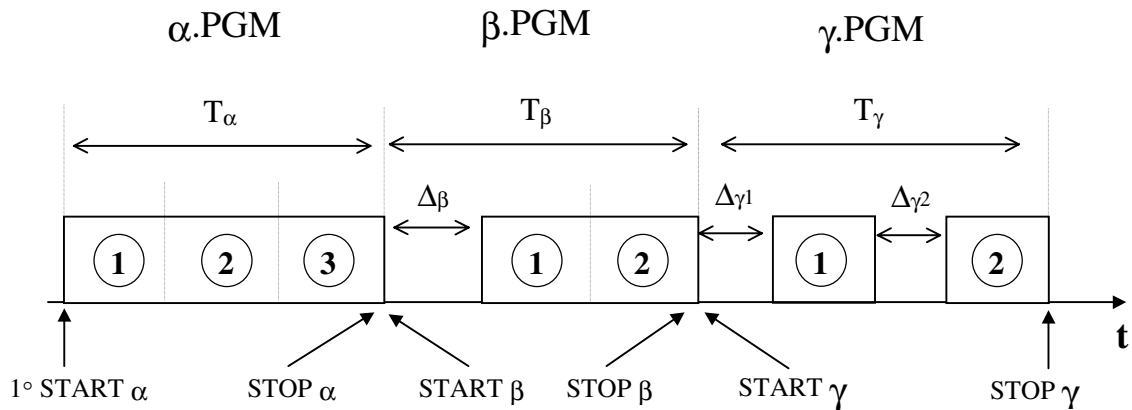 α.PGM β.PGM γ.PGM
Tα Tβ Tγ
Δβ Δγ1 Δγ2
1 2 3 1 2 1 2
t
1° START α STOP α START β STOP β START γ STOP γ